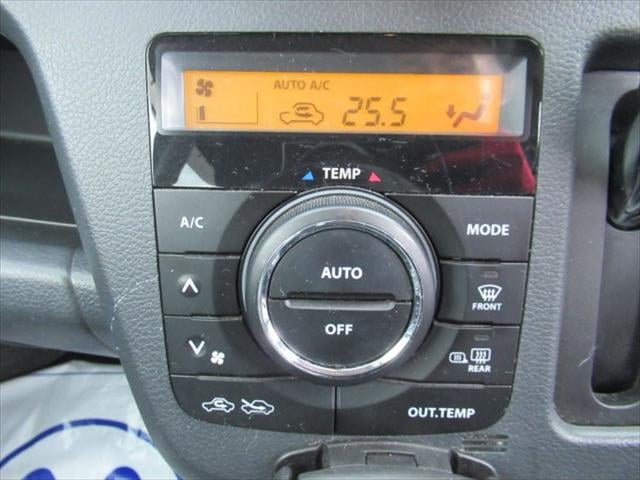 AUTO A/C
25.5
TEMP
A/C
MODE
AUTO
OFF
FRONT
REAR
OUT.TEMP